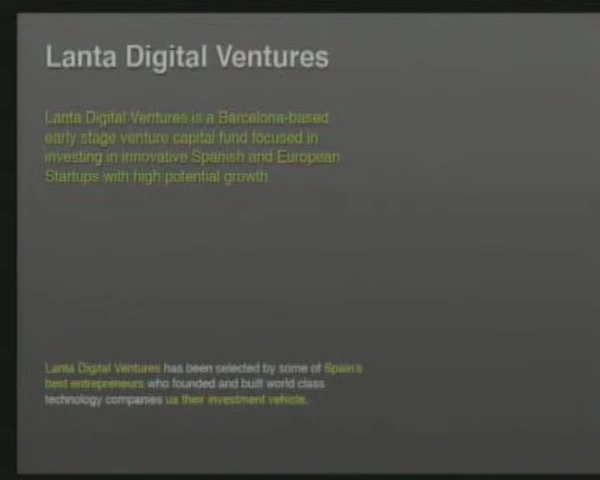 Lanta Digital Ventures
Lanta Digital Ventures is a Barcelona-based
early stage venture capital fund focused in
investing in innovative Spanish and European
Startups with high potential growth.
Lanta Digital Ventures has been selected by some of Spain's
best entrepreneurs who founded and built world class
technology companies us their investment vehicle.